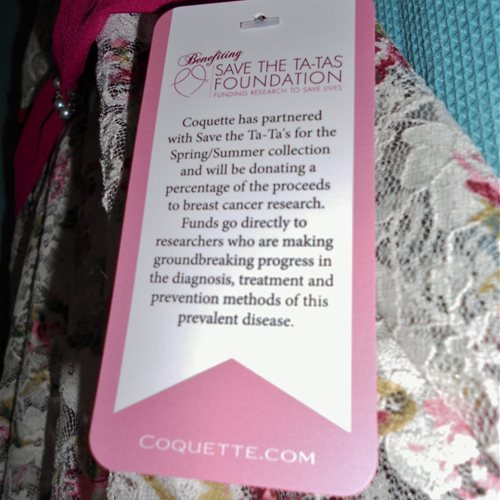 Benefiting
SAVE THE TA-TAS
FOUNDATION
FUNDING RESEARCH TO SAVE LIVES
Coquette has partnered
with Save the Ta-Ta's for the
Spring/Summer collection
and will be donating a
percentage of the proceeds
to breast cancer research.
Funds go directly to
researchers who are making
groundbreaking progress in
the diagnosis, treatment and
prevention methods of this
prevalent disease.
COQUETTE.COM